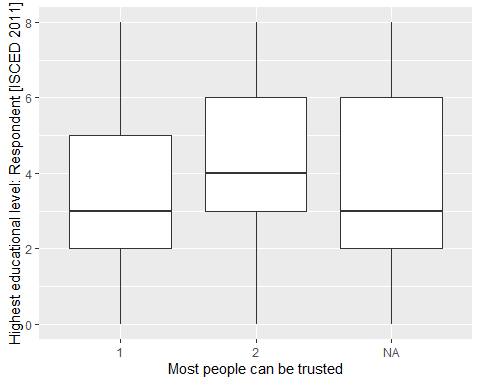 Highest educational level: Respondent [ISCED 2011]
8
6
4
2
0
1 2 NA
Most people can be trusted